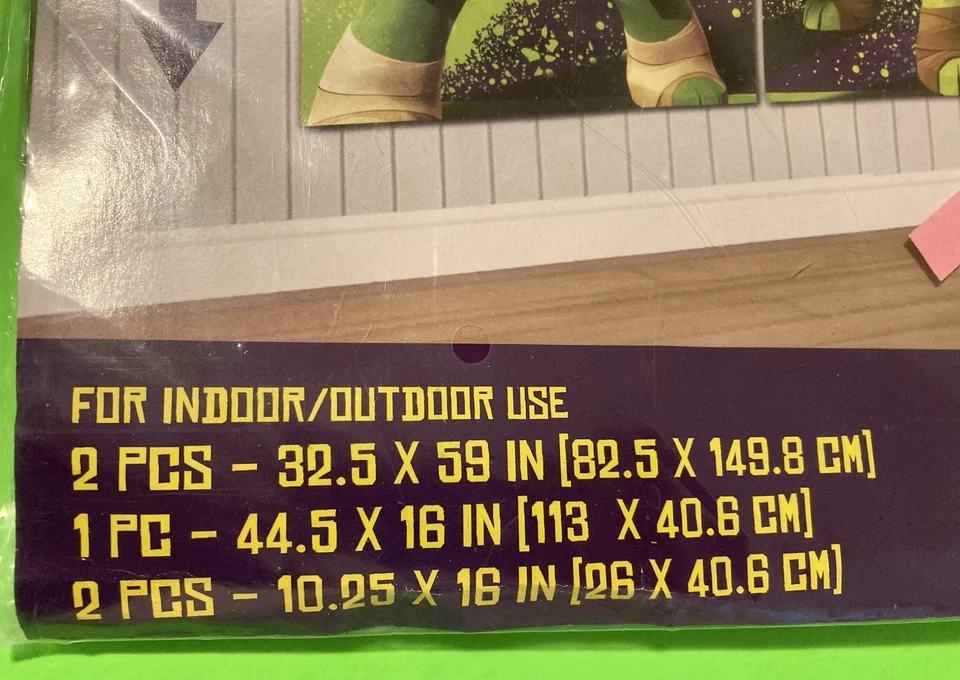 FOR INDOOR/OUTDOOR USE
2 PCS – 32.5 X 59 IN [82.5 X 149.8 CM]
1 PC – 44.5 X 16 IN [113 X 40.6 CM]
2 PCS – 10.25 X 16 IN [26 X 40.6 CM]